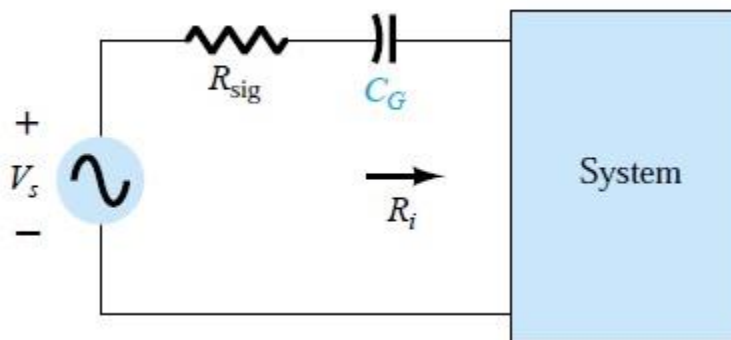 R_sig
C_G
+
V_s
−
R_i
System